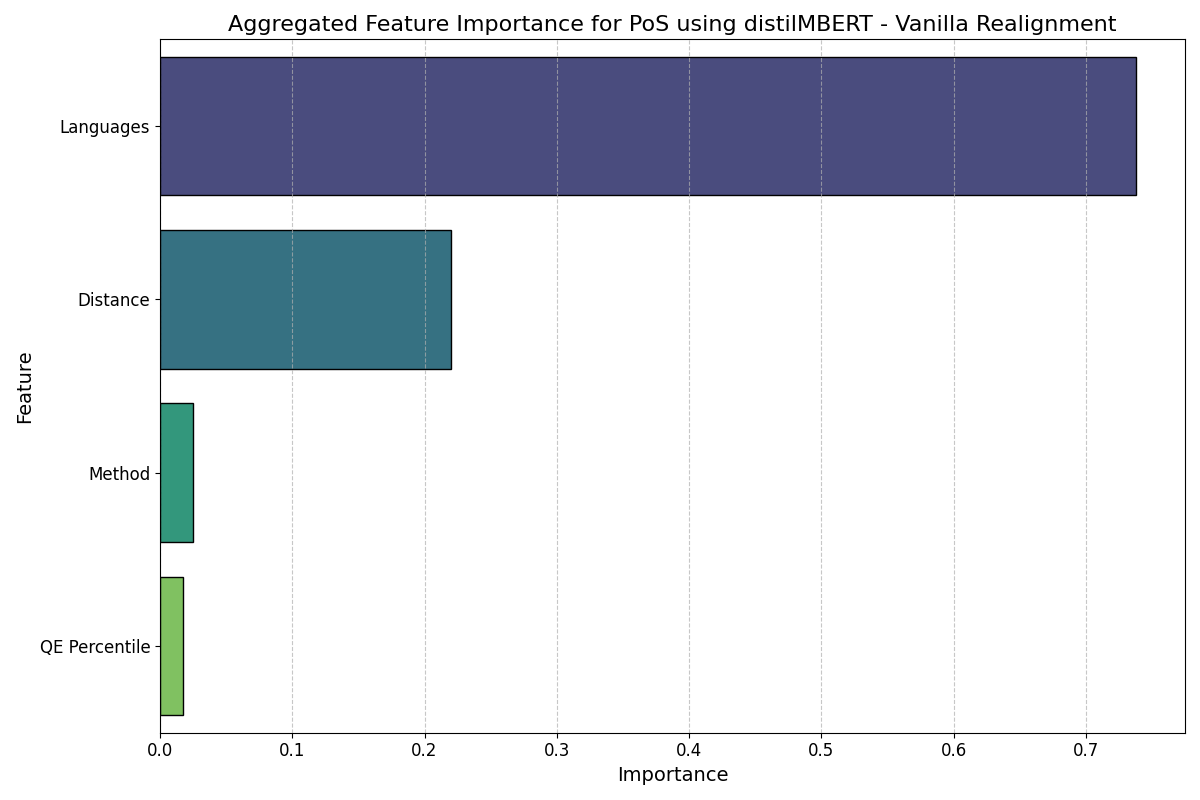 Aggregated Feature Importance for PoS using distilMBERT - Vanilla Realignment
Languages
Distance
Method
QE Percentile
Feature
0.0 0.1 0.2 0.3 0.4 0.5 0.6 0.7
Importance